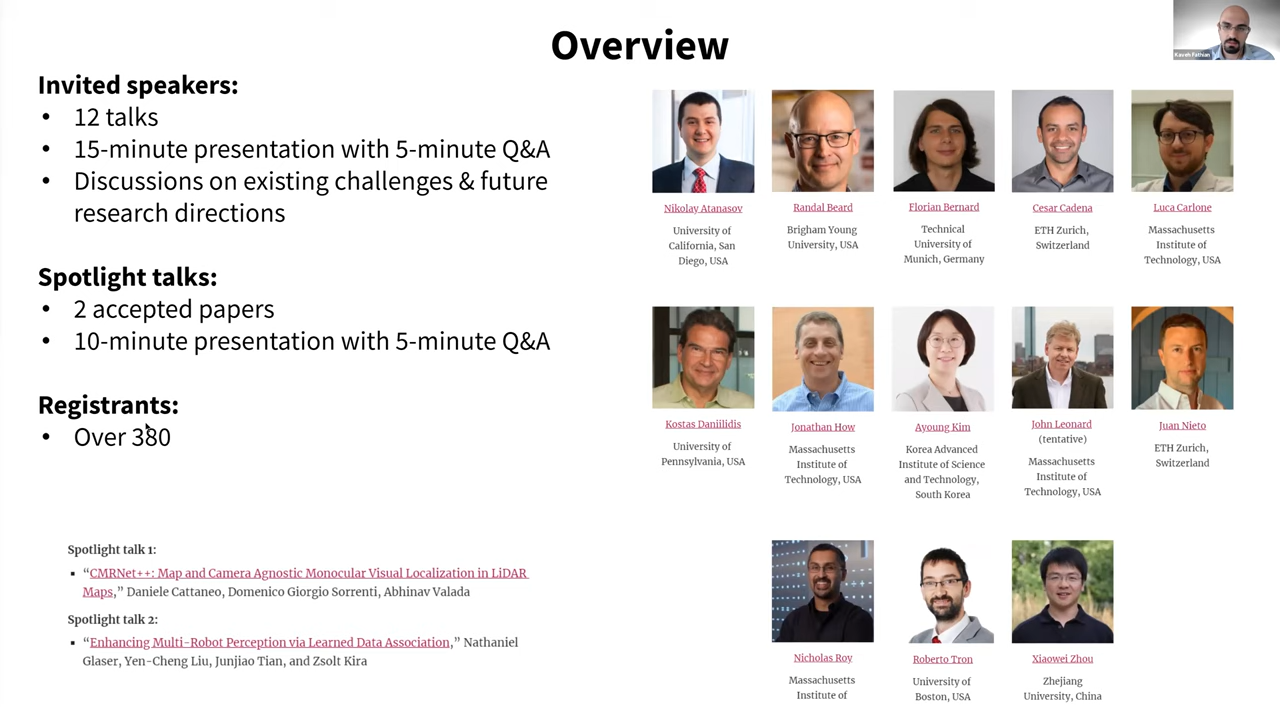 Overview
Kaveh Fathian
Invited speakers:
• 12 talks
• 15-minute presentation with 5-minute Q&A
• Discussions on existing challenges & future
research directions
Spotlight talks:
• 2 accepted papers
• 10-minute presentation with 5-minute Q&A
Registrants:
• Over 380
Spotlight talk 1:
▪ “CMRNet++: Map and Camera Agnostic Monocular Visual Localization in LiDAR
Maps,” Daniele Cattaneo, Domenico Giorgio Sorrenti, Abhinav Valada
Spotlight talk 2:
▪ “Enhancing Multi-Robot Perception via Learned Data Association,” Nathaniel
Glaser, Yen-Cheng Liu, Junjiao Tian, and Zsolt Kira
Nikolay Atanasov
University of
California, San
Diego, USA
Randal Beard
Brigham Young
University, USA
Florian Bernard
Technical
University of
Munich, Germany
Cesar Cadena
ETH Zurich,
Switzerland
Luca Carlone
Massachusetts
Institute of
Technology, USA
Kostas Daniilidis
University of
Pennsylvania, USA
Jonathan How
Massachusetts
Institute of
Technology, USA
Ayoung Kim
Korea Advanced
Institute of Science
and Technology,
South Korea
John Leonard
(tentative)
Massachusetts
Institute of
Technology, USA
Juan Nieto
ETH Zurich,
Switzerland
Nicholas Roy
Massachusetts
Institute of
Roberto Tron
University of
Boston, USA
Xiaowei Zhou
Zhejiang
University, China